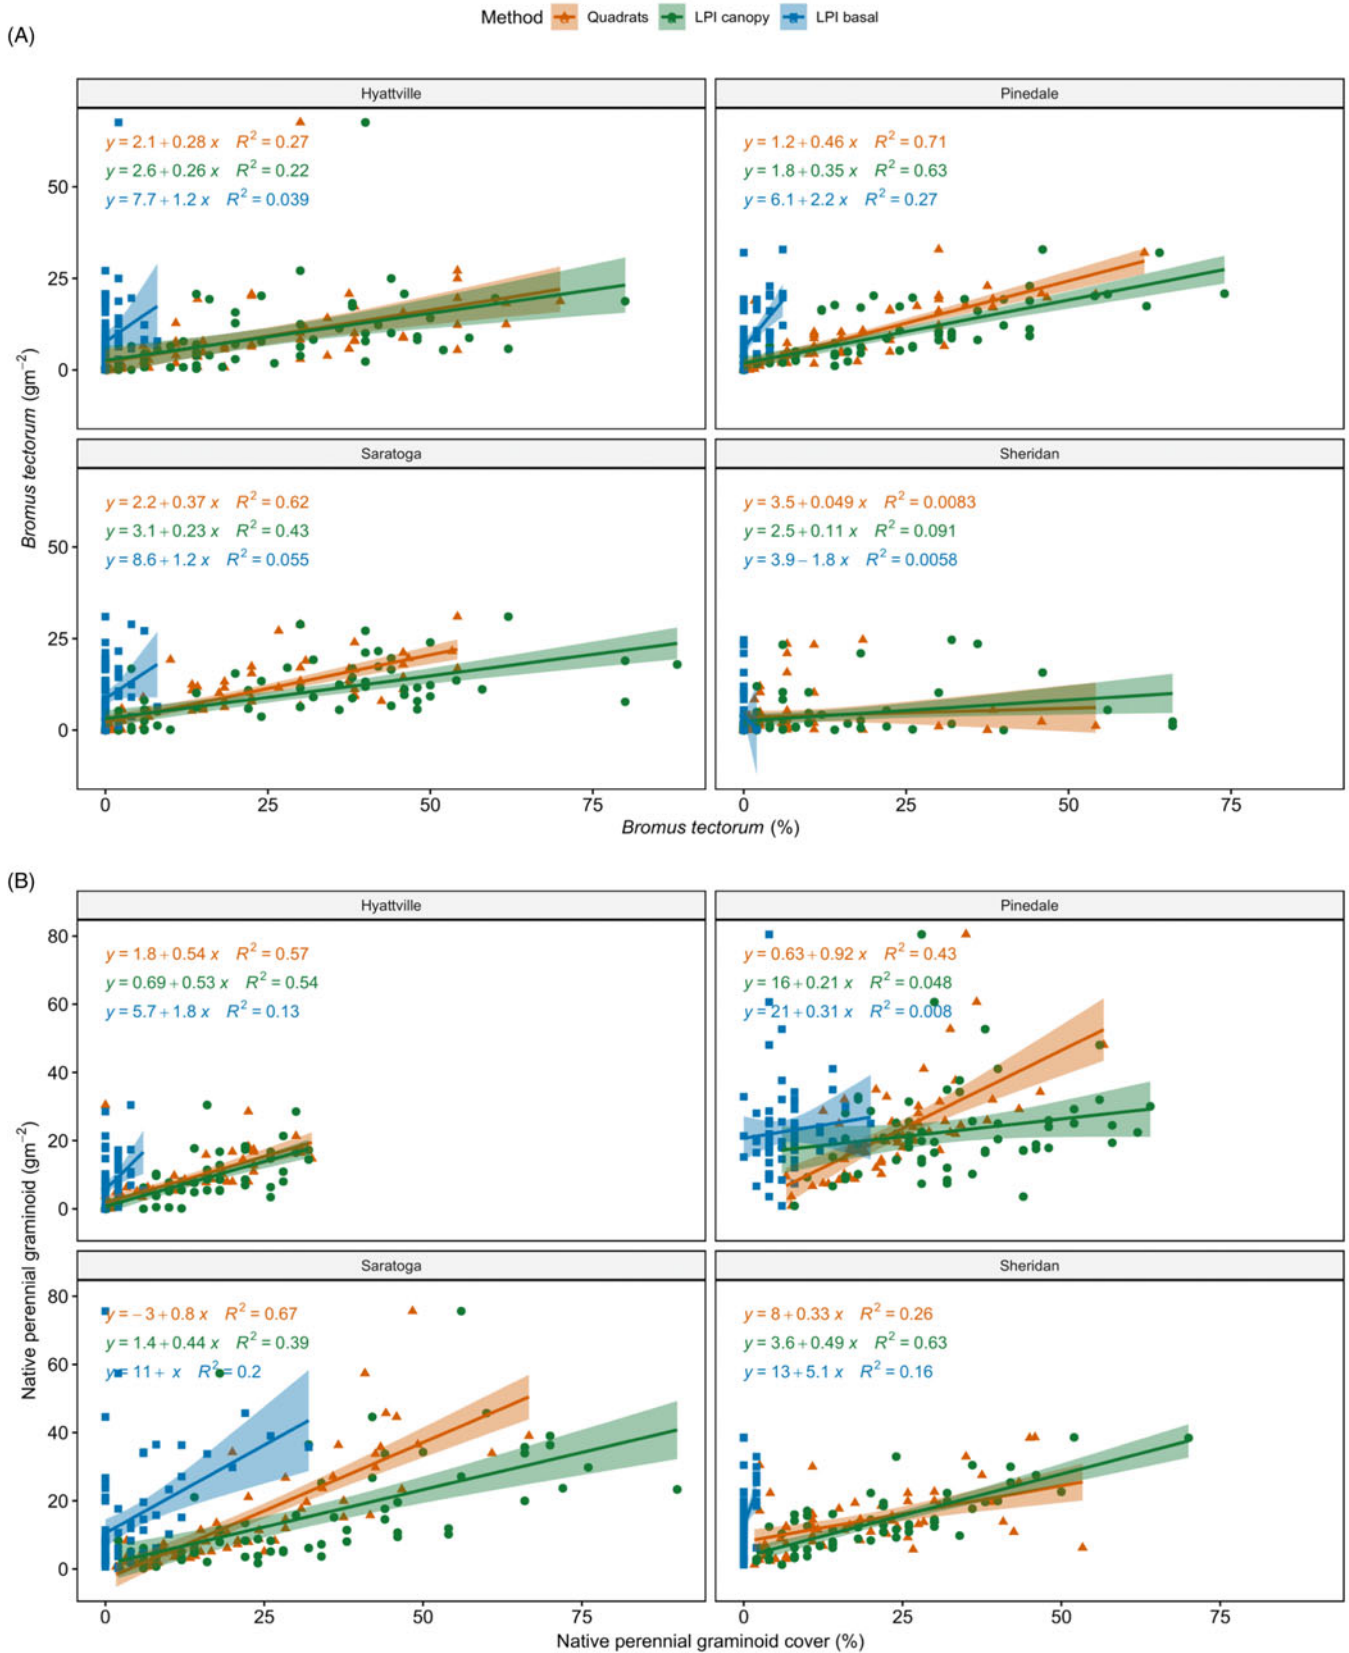 Method Quadrats LPI canopy LPI basal
(A)
Hyattville Pinedale
y = 2.1 + 0.28 x R² = 0.27
y = 2.6 + 0.26 x R² = 0.22
y = 7.7 + 1.2 x R² = 0.039
y = 1.2 + 0.46 x R² = 0.71
y = 1.8 + 0.35 x R² = 0.63
y = 6.1 + 2.2 x R² = 0.27
50
25
0
Saratoga Sheridan
y = 2.2 + 0.37 x R² = 0.62
y = 3.1 + 0.23 x R² = 0.43
y = 8.6 + 1.2 x R² = 0.055
y = 3.5 + 0.049 x R² = 0.0083
y = 2.5 + 0.11 x R² = 0.091
y = 3.9 − 1.8 x R² = 0.0058
50
25
0
Bromus tectorum (gm⁻²)
0 25 50 75 0 25 50 75
Bromus tectorum (%)
(B)
Hyattville Pinedale
y = 1.8 + 0.54 x R² = 0.57
y = 0.69 + 0.53 x R² = 0.54
y = 5.7 + 1.8 x R² = 0.13
y = 0.63 + 0.92 x R² = 0.43
y = 16 + 0.21 x R² = 0.048
y = 21 + 0.31 x R² = 0.008
80
60
40
20
0
Saratoga Sheridan
y = − 3 + 0.8 x R² = 0.67
y = 1.4 + 0.44 x R² = 0.39
y = 11 + x R² = 0.2
y = 8 + 0.33 x R² = 0.26
y = 3.6 + 0.49 x R² = 0.63
y = 13 + 5.1 x R² = 0.16
80
60
40
20
0
Native perennial graminoid (gm⁻²)
0 25 50 75 0 25 50 75
Native perennial graminoid cover (%)